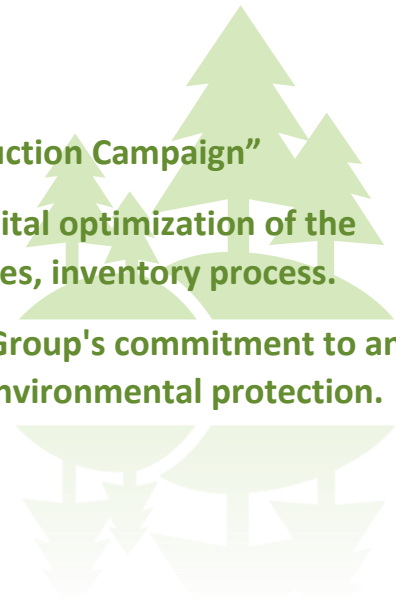 uction Campaign”
ital optimization of the
es, inventory process.
Group's commitment to an
nvironmental protection.